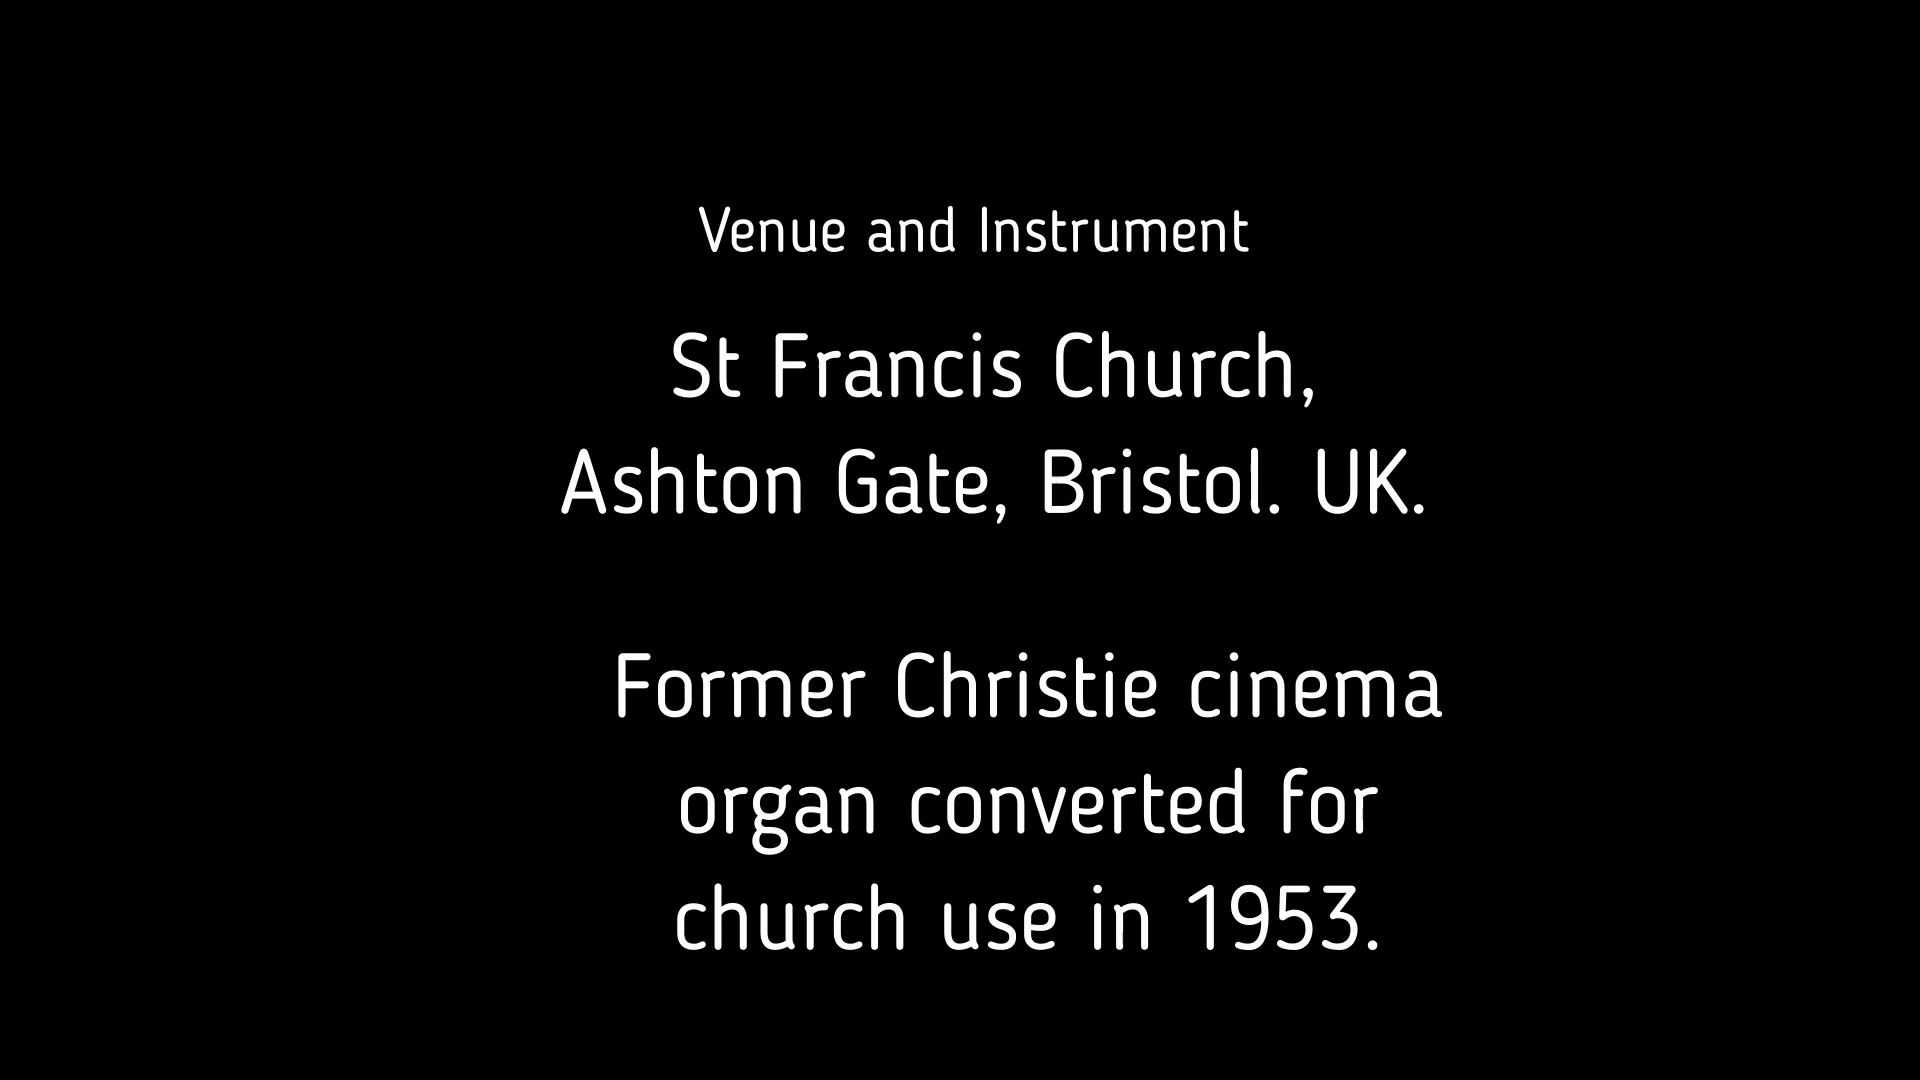 Venue and Instrument
St Francis Church,
Ashton Gate, Bristol. UK.
Former Christie cinema
organ converted for
church use in 1953.